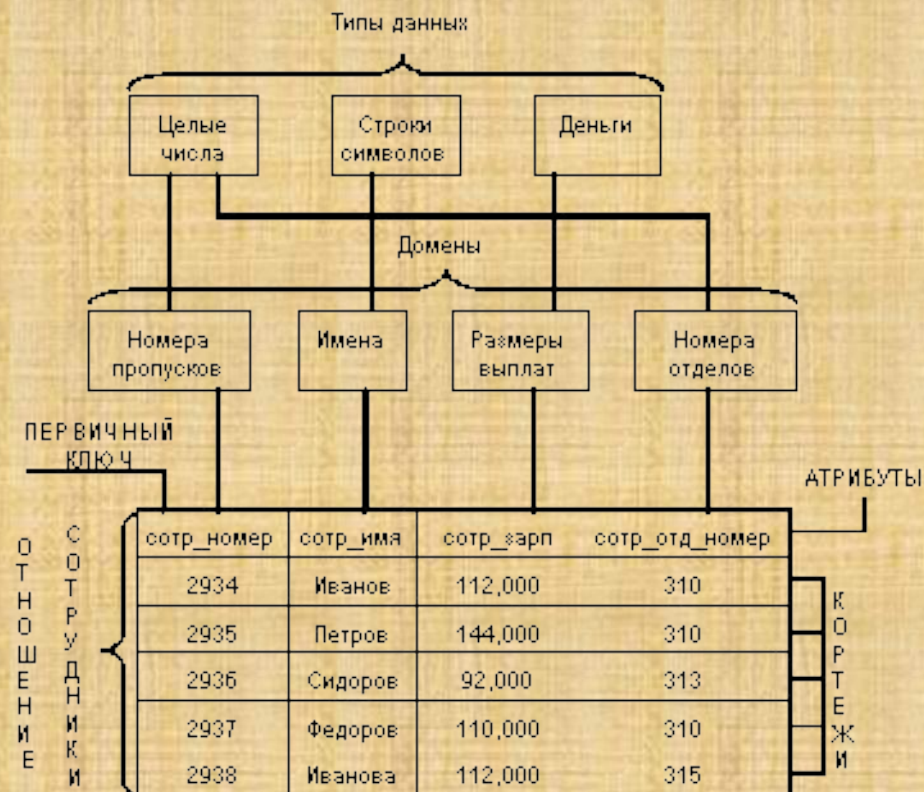 Типы данных
Целые
числа
Строки
символов
Деньги
Домены
Номера
пропусков
Имена
Размеры
выплат
Номера
отделов
ПЕРВИЧНЫЙ
КЛЮЧ
АТРИБУТЫ
ОТНОШЕНИЕ
СОТРУДНИКИ
сотр_номер сотр_имя сотр_зарп сотр_отд_номер
2934 Иванов 112,000 310
2935 Петров 144,000 310
2936 Сидоров 92,000 313
2937 Федоров 110,000 310
2938 Иванова 112,000 315
КОРТЕЖИ